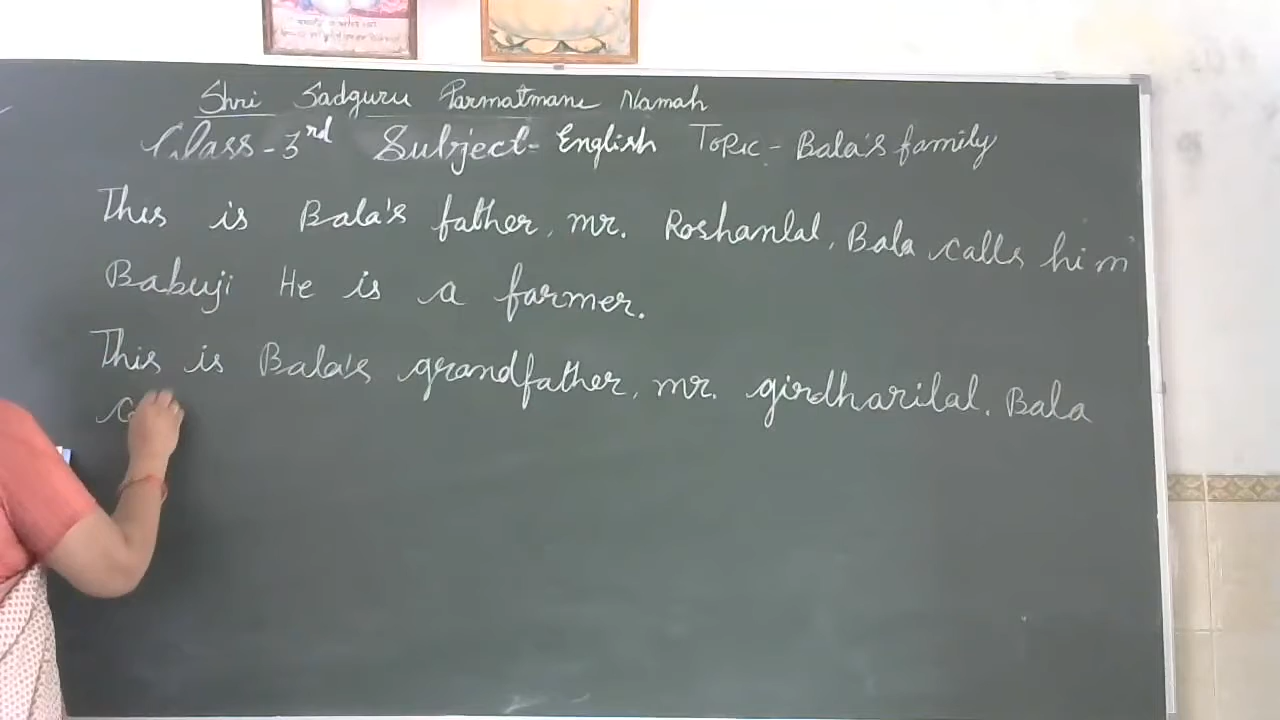 Shri Sadguru Parmatmane Namah
Class - 3rd Subject - English Topic - Bala's family
This is Bala's father, mr. Roshanlal, Bala calls him
Babuji He is a farmer.
This is Bala's grandfather, mr. girdharilal. Bala